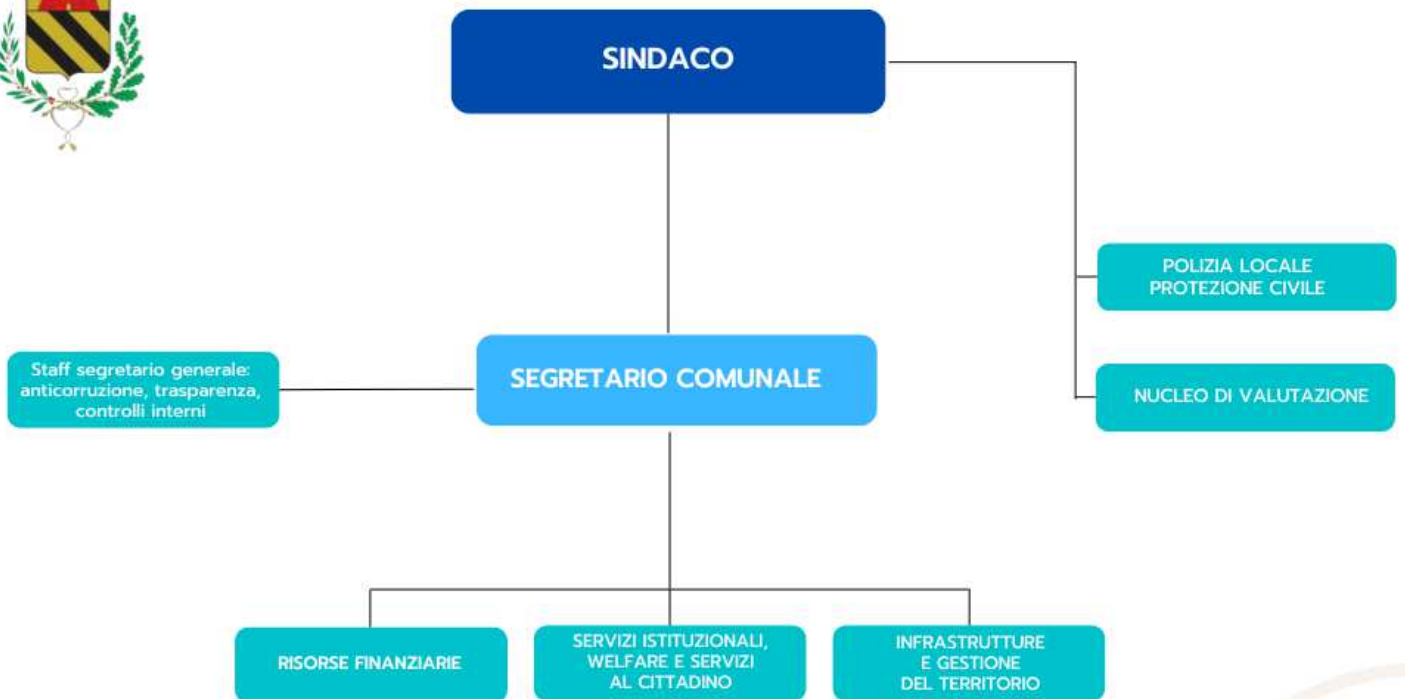 SINDACO
POLIZIA LOCALE
PROTEZIONE CIVILE
Staff segretario generale:
anticorruzione, trasparenza,
controlli interni
SEGRETARIO COMUNALE
NUCLEO DI VALUTAZIONE
RISORSE FINANZIARIE
SERVIZI ISTITUZIONALI,
WELFARE E SERVIZI
AL CITTADINO
INFRASTRUTTURE
E GESTIONE
DEL TERRITORIO